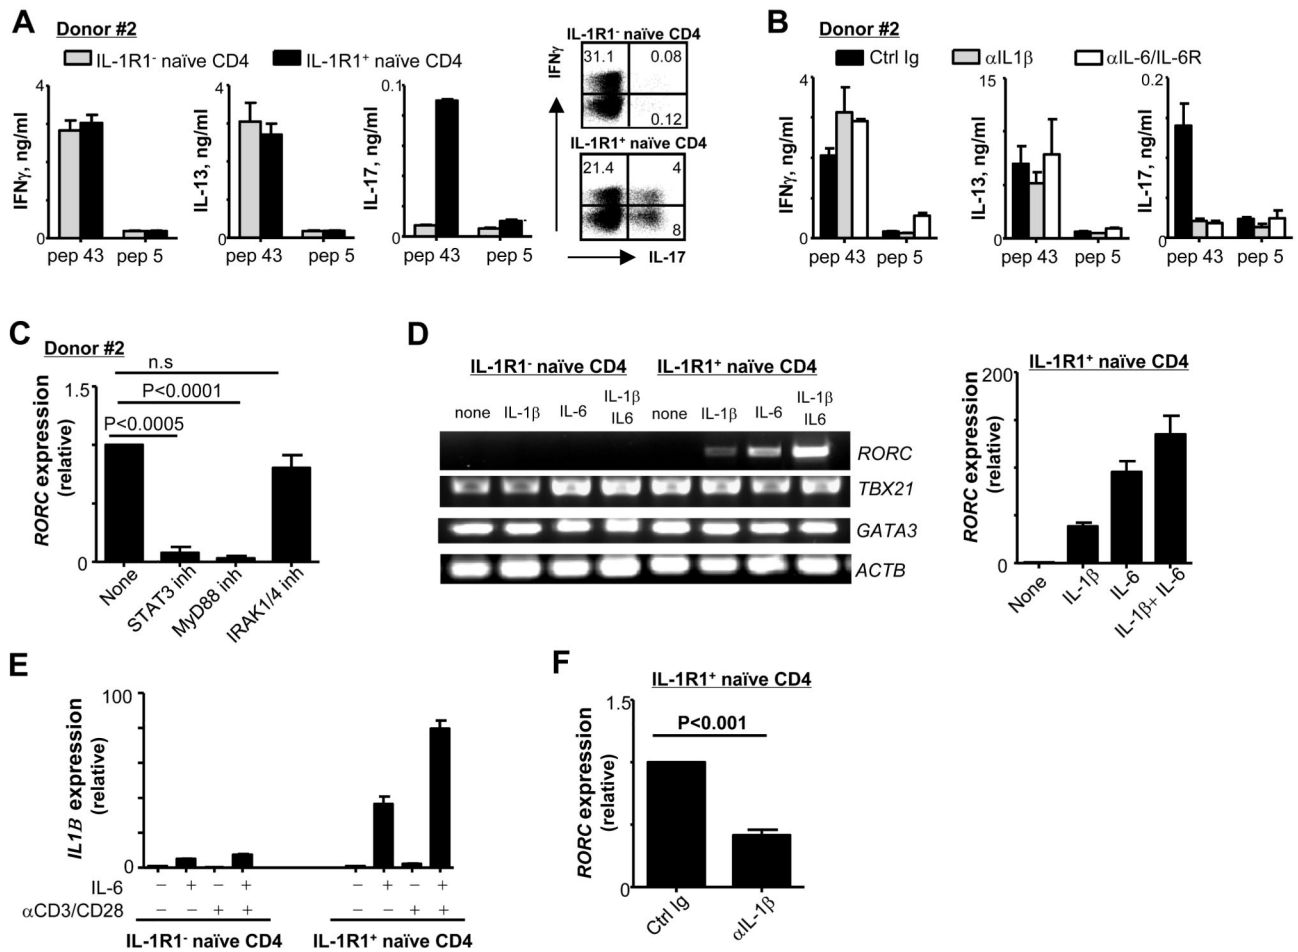 A
Donor #2
IL-1R1- naïve CD4
IL-1R1+ naïve CD4
IFNγ, ng/ml
4
0
pep 43
pep 5
IL-13, ng/ml
4
0
pep 43
pep 5
IL-17, ng/ml
0.1
0
pep 43
pep 5
IL-1R1- naïve CD4
31.1
0.08
0.12
IL-1R1+ naïve CD4
21.4
4
8
IFNγ
IL-17
B
Donor #2
Ctrl Ig
αIL1β
αIL-6/IL-6R
IFNγ, ng/ml
4
0
pep 43
pep 5
IL-13, ng/ml
15
0
pep 43
pep 5
IL-17, ng/ml
0.2
0
pep 43
pep 5
C
Donor #2
n.s
P<0.0001
P<0.0005
RORC expression
(relative)
1.5
0
None
STAT3 inh
MyD88 inh
IRAK1/4 inh
D
IL-1R1- naïve CD4
IL-1R1+ naïve CD4
none
IL-1β
IL-6
IL-1β
IL6
none
IL-1β
IL-6
IL-1β
IL6
RORC
TBX21
GATA3
ACTB
IL-1R1+ naïve CD4
RORC expression
(relative)
200
0
None
IL-1β
IL-6
IL-1β+ IL-6
E
IL1B expression
(relative)
100
0
IL-6
– + – + – + – +
αCD3/CD28
– – + + – – + +
IL-1R1- naïve CD4
IL-1R1+ naïve CD4
F
IL-1R1+ naïve CD4
P<0.001
RORC expression
(relative)
1.5
0
Ctrl Ig
αIL-1β